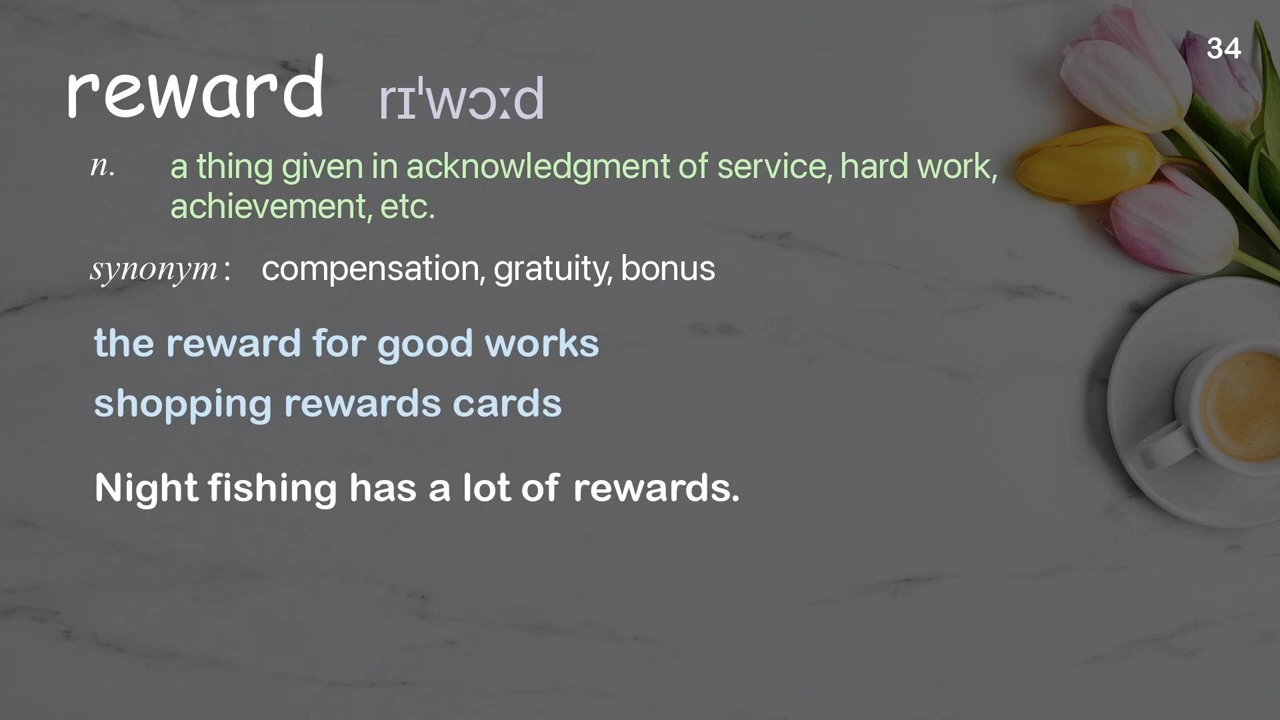 34
reward rɪˈwɔːd
n. a thing given in acknowledgment of service, hard work,
achievement, etc.
synonym : compensation, gratuity, bonus
the reward for good works
shopping rewards cards
Night fishing has a lot of rewards.